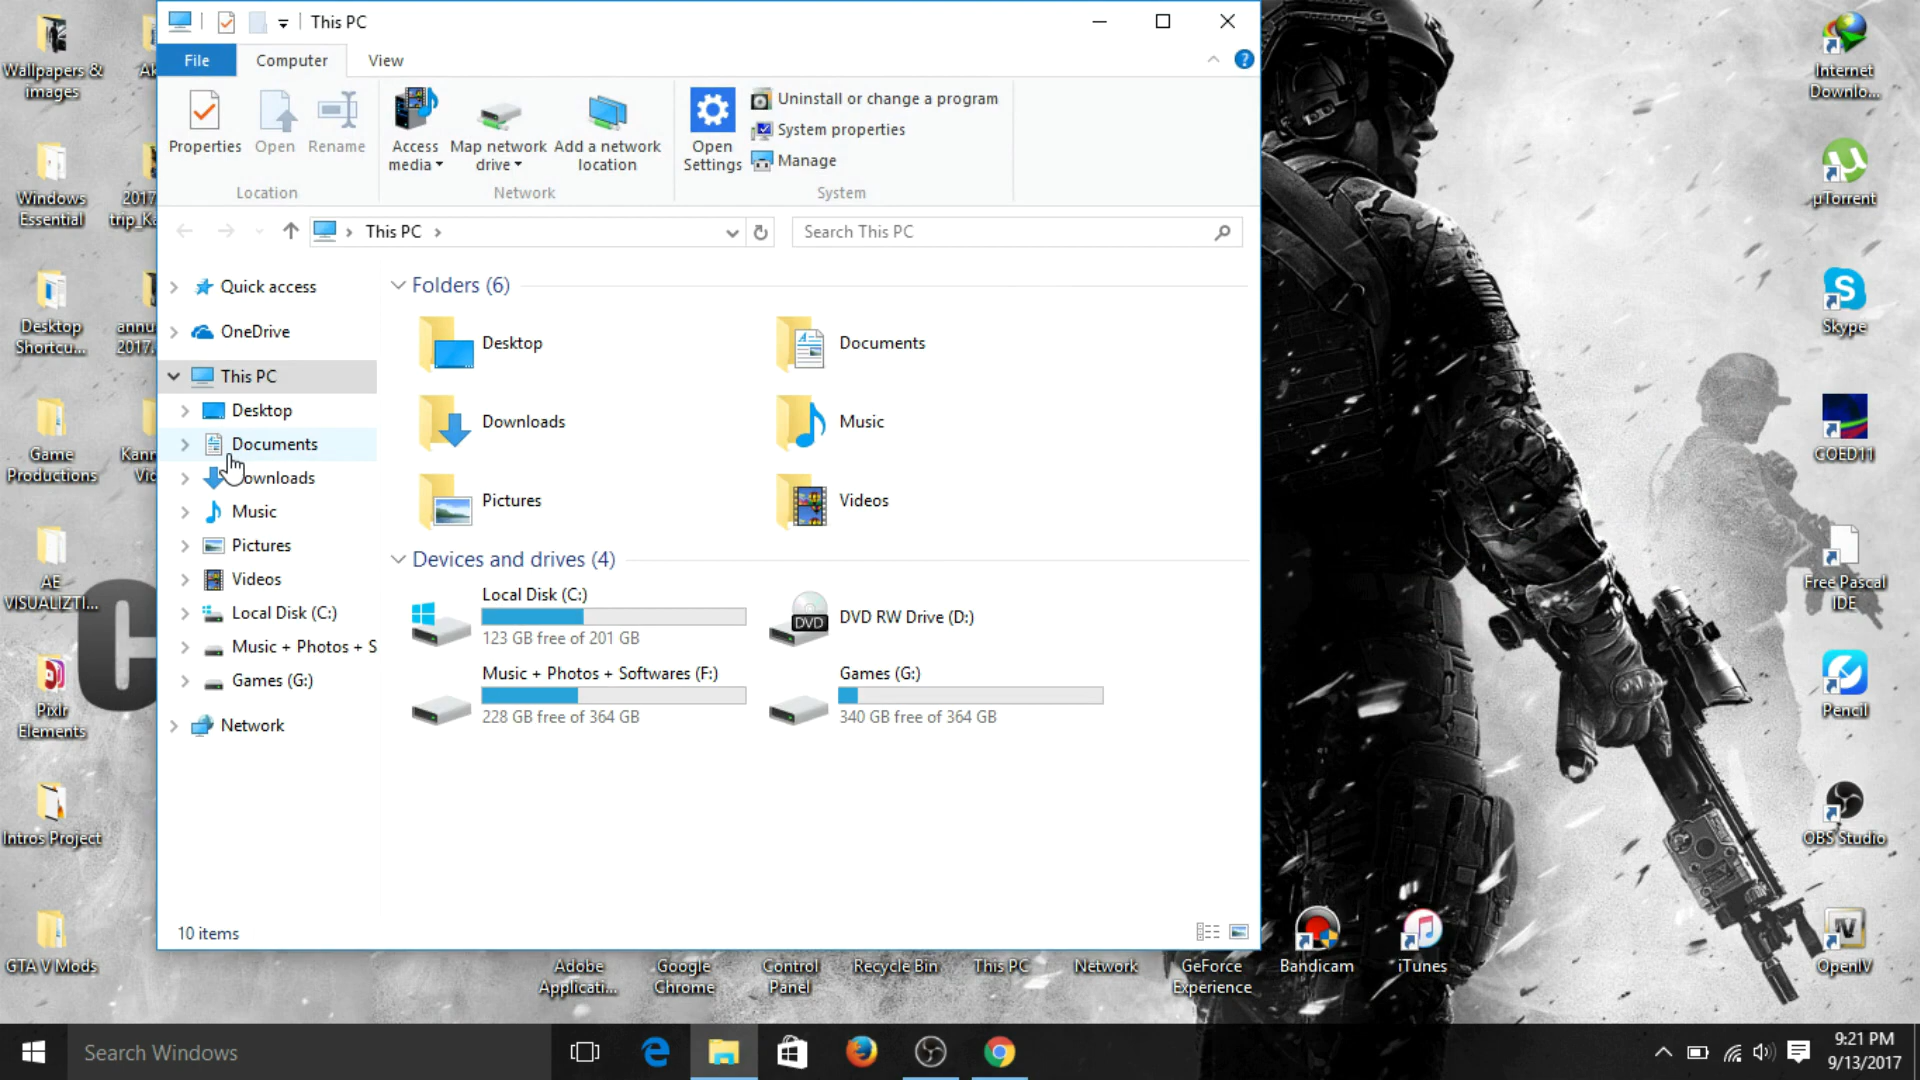 This PC
File
Computer
View
Properties
Open
Rename
Access
media
Map network
drive
Add a network
location
Open
Settings
Uninstall or change a program
System properties
Manage
Location
Network
System
This PC
Search This PC
Quick access
OneDrive
This PC
Desktop
Documents
ownloads
Music
Pictures
Videos
Local Disk (C:)
Music + Photos + S
Games (G:)
Network
Folders (6)
Desktop
Documents
Downloads
Music
Pictures
Videos
Devices and drives (4)
Local Disk (C:)
123 GB free of 201 GB
DVD
DVD RW Drive (D:)
Music + Photos + Softwares (F:)
228 GB free of 364 GB
Games (G:)
340 GB free of 364 GB
10 items
Wallpapers &
images
Windows
Essential
2017
trip_Ka
Desktop
Shortcu...
annu
2017.
Game
Productions
Kann
Vid
AE
VISUALIZTI...
C
Pixlr
Elements
Intros Project
GTA V Mods
Adobe
Applicati...
Google
Chrome
Control
Panel
Recycle Bin
This PC
Network
GeForce
Experience
Bandicam
iTunes
Internet
Downlo...
µTorrent
Skype
COED11
Free Pascal
IDE
Pencil
OBS Studio
OpenIV
Search Windows
9:21 PM
9/13/2017